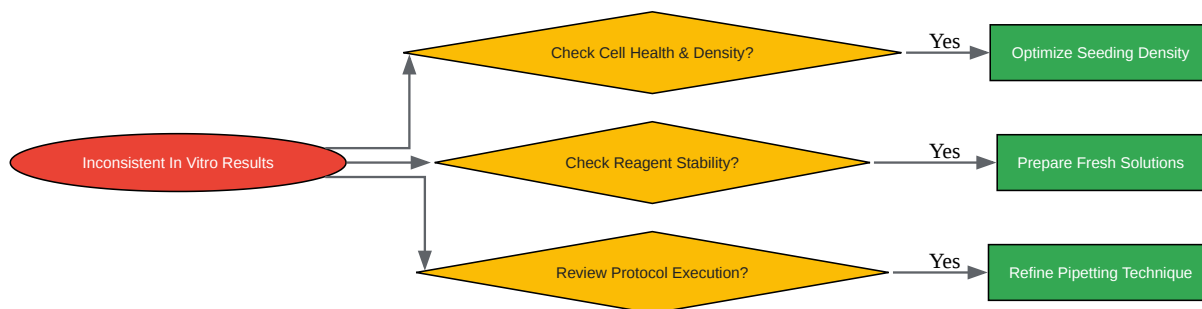 Check Cell Health & Density?
Yes
Optimize Seeding Density
Inconsistent In Vitro Results
Check Reagent Stability?
Yes
Prepare Fresh Solutions
Review Protocol Execution?
Yes
Refine Pipetting Technique